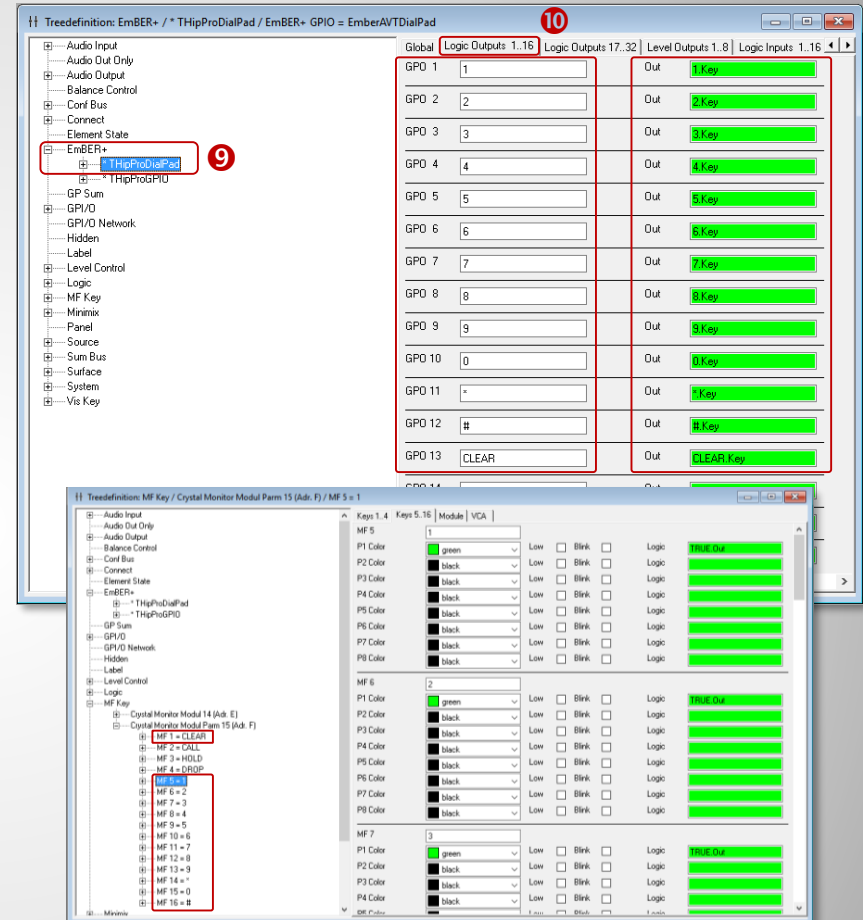 Treedefinition: EmBER+ / * THipProDialPad / EmBER+ GPIO = EmberAVTDialPad
10
Audio Input
Audio Out Only
Audio Output
Balance Control
Conf Bus
Connect
Element State
EmBER+
* THipProDialPad
9
* THipProGPIO
GP Sum
GPI/O
GPI/O Network
Hidden
Label
Level Control
Logic
MF Key
Minimix
Panel
Source
Sum Bus
Surface
System
Vis Key
Global Logic Outputs 1..16 Logic Outputs 17..32 Level Outputs 1..8 Logic Inputs 1..16
GPO 1 1 Out 1.Key
GPO 2 2 Out 2.Key
GPO 3 3 Out 3.Key
GPO 4 4 Out 4.Key
GPO 5 5 Out 5.Key
GPO 6 6 Out 6.Key
GPO 7 7 Out 7.Key
GPO 8 8 Out 8.Key
GPO 9 9 Out 9.Key
GPO 10 0 Out 0.Key
GPO 11 * Out *.Key
GPO 12 # Out #.Key
GPO 13 CLEAR Out CLEAR.Key
Treedefinition: MF Key / Crystal Monitor Modul Parm 15 (Adr. F) / MF 5 = 1
Audio Input
Audio Out Only
Audio Output
Balance Control
Conf Bus
Connect
Element State
EmBER+
* THipProDialPad
* THipProGPIO
GP Sum
GPI/O
GPI/O Network
Hidden
Label
Level Control
Logic
MF Key
Crystal Monitor Modul 14 (Adr. E)
Crystal Monitor Modul Parm 15 (Adr. F)
MF 1 = CLEAR
MF 2 = CALL
MF 3 = HOLD
MF 4 = DROP
MF 5 = 1
MF 6 = 2
MF 7 = 3
MF 8 = 4
MF 9 = 5
MF 10 = 6
MF 11 = 7
MF 12 = 8
MF 13 = 9
MF 14 = *
MF 15 = 0
MF 16 = #
Minimix
Keys 1..4 Keys 5..16 Module VCA
MF 5 1
P1 Color green Low Blink Logic TRUE.Out
P2 Color black Low Blink Logic
P3 Color black Low Blink Logic
P4 Color black Low Blink Logic
P5 Color black Low Blink Logic
P6 Color black Low Blink Logic
P7 Color black Low Blink Logic
P8 Color black Low Blink Logic
MF 6 2
P1 Color green Low Blink Logic TRUE.Out
P2 Color black Low Blink Logic
P3 Color black Low Blink Logic
P4 Color black Low Blink Logic
P5 Color black Low Blink Logic
P6 Color black Low Blink Logic
P7 Color black Low Blink Logic
P8 Color black Low Blink Logic
MF 7 3
P1 Color green Low Blink Logic TRUE.Out
P2 Color black Low Blink Logic
P3 Color black Low Blink Logic
P4 Color black Low Blink Logic